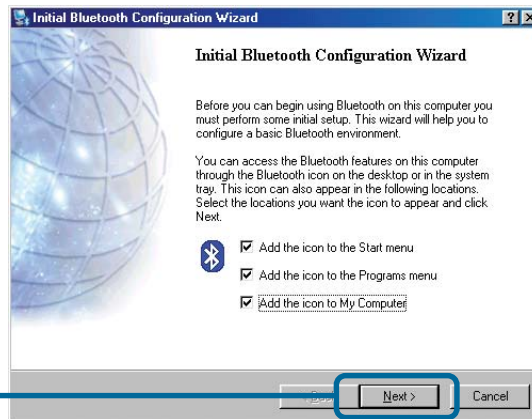 Initial Bluetooth Configuration Wizard
Initial Bluetooth Configuration Wizard
Before you can begin using Bluetooth on this computer you
must perform some initial setup. This wizard will help you to
configure a basic Bluetooth environment.
You can access the Bluetooth features on this computer
through the Bluetooth icon on the desktop or in the system
tray. This icon can also appear in the following locations.
Select the locations you want the icon to appear and click
Next.
Add the icon to the Start menu
Add the icon to the Programs menu
Add the icon to My Computer
Next >
Cancel